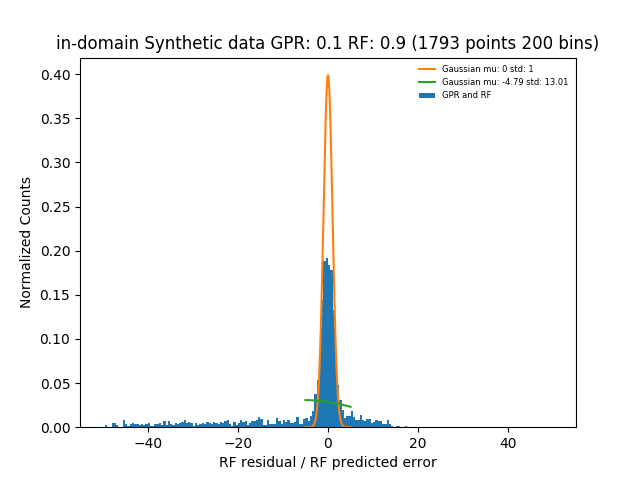 in-domain Synthetic data GPR: 0.1 RF: 0.9 (1793 points 200 bins)
Gaussian mu: 0 std: 1
Gaussian mu: -4.79 std: 13.01
GPR and RF
Normalized Counts
0.40
0.35
0.30
0.25
0.20
0.15
0.10
0.05
0.00
−40 −20 0 20 40
RF residual / RF predicted error